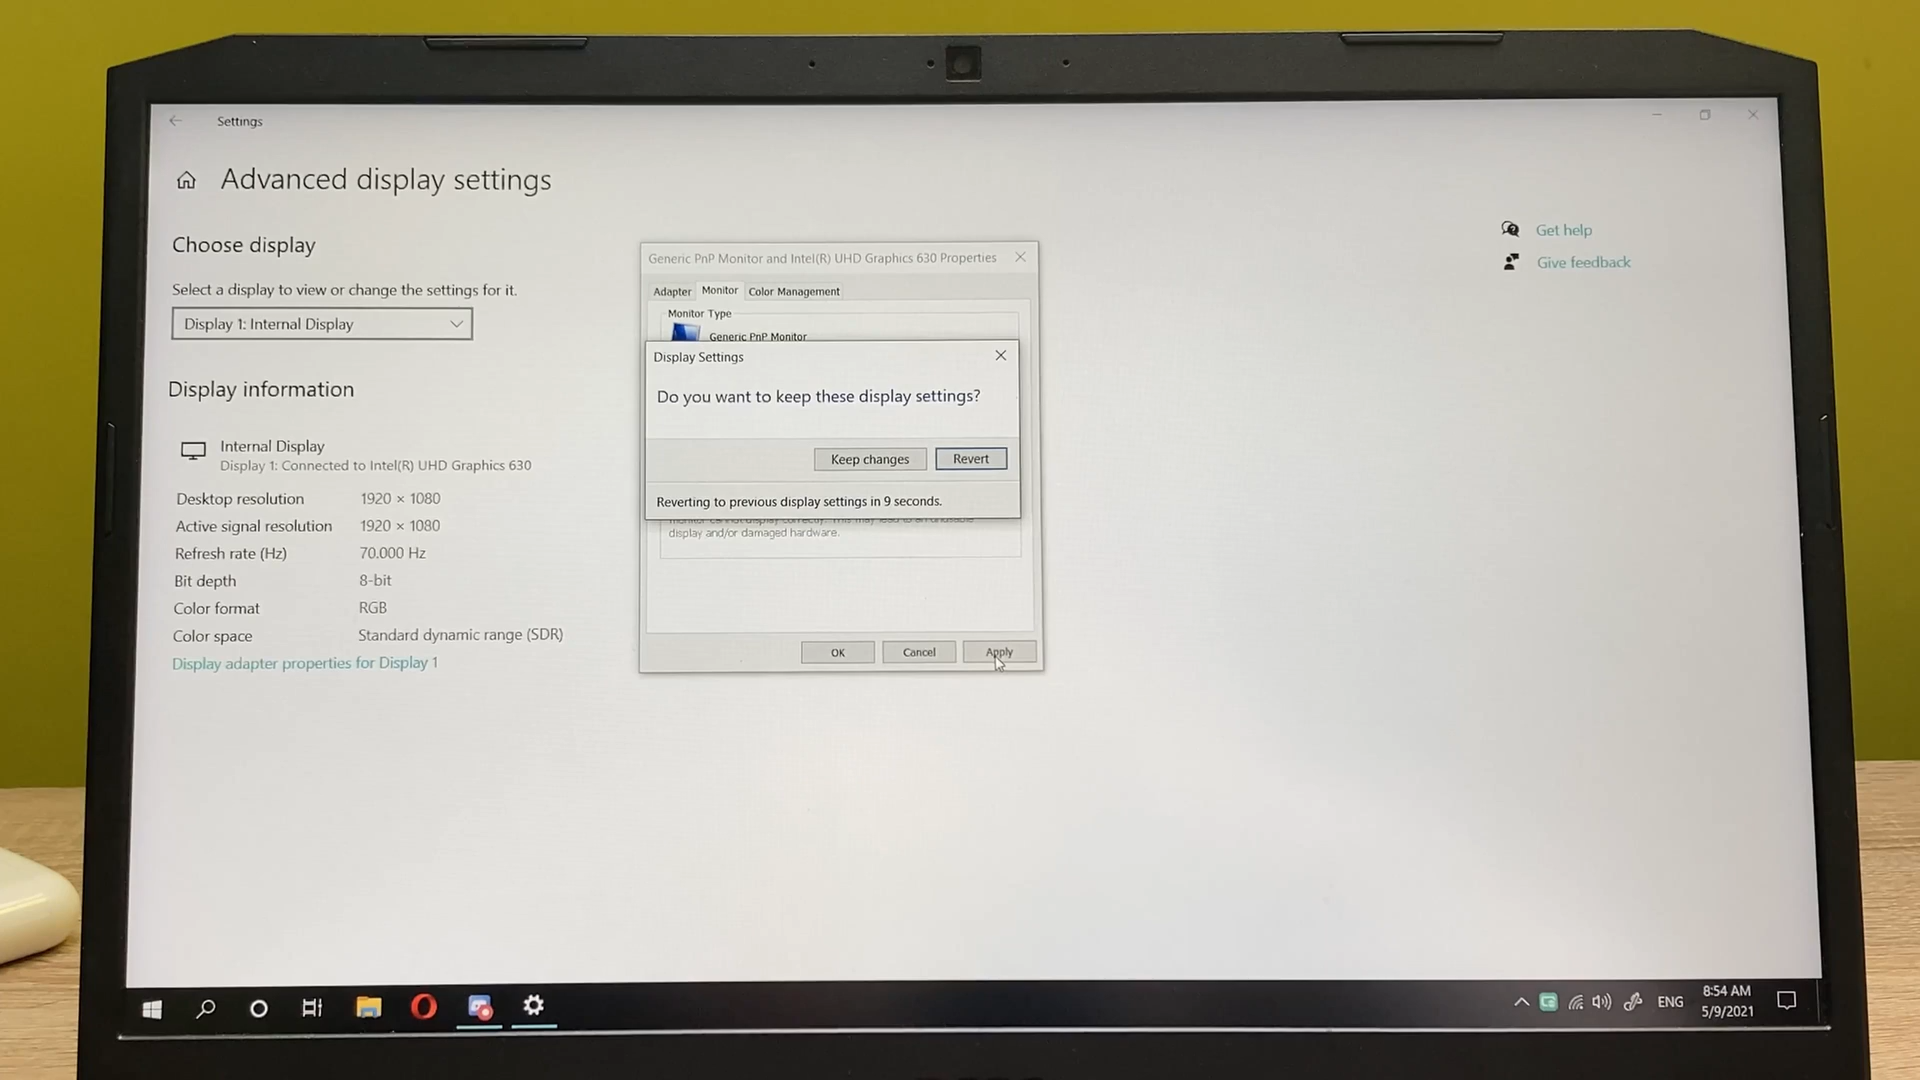 Settings
Advanced display settings
Choose display
Select a display to view or change the settings for it.
Display 1: Internal Display
Display information
Internal Display
Display 1: Connected to Intel(R) UHD Graphics 630
Desktop resolution 1920 × 1080
Active signal resolution 1920 × 1080
Refresh rate (Hz) 70.000 Hz
Bit depth 8-bit
Color format RGB
Color space Standard dynamic range (SDR)
Display adapter properties for Display 1
Generic PnP Monitor and Intel(R) UHD Graphics 630 Properties
Adapter Monitor Color Management
Monitor Type
Generic PnP Monitor
Display Settings
Do you want to keep these display settings?
Keep changes Revert
Reverting to previous display settings in 9 seconds.
display and/or damaged hardware.
OK Cancel Apply
Get help
Give feedback
ENG
8:54 AM
5/9/2021